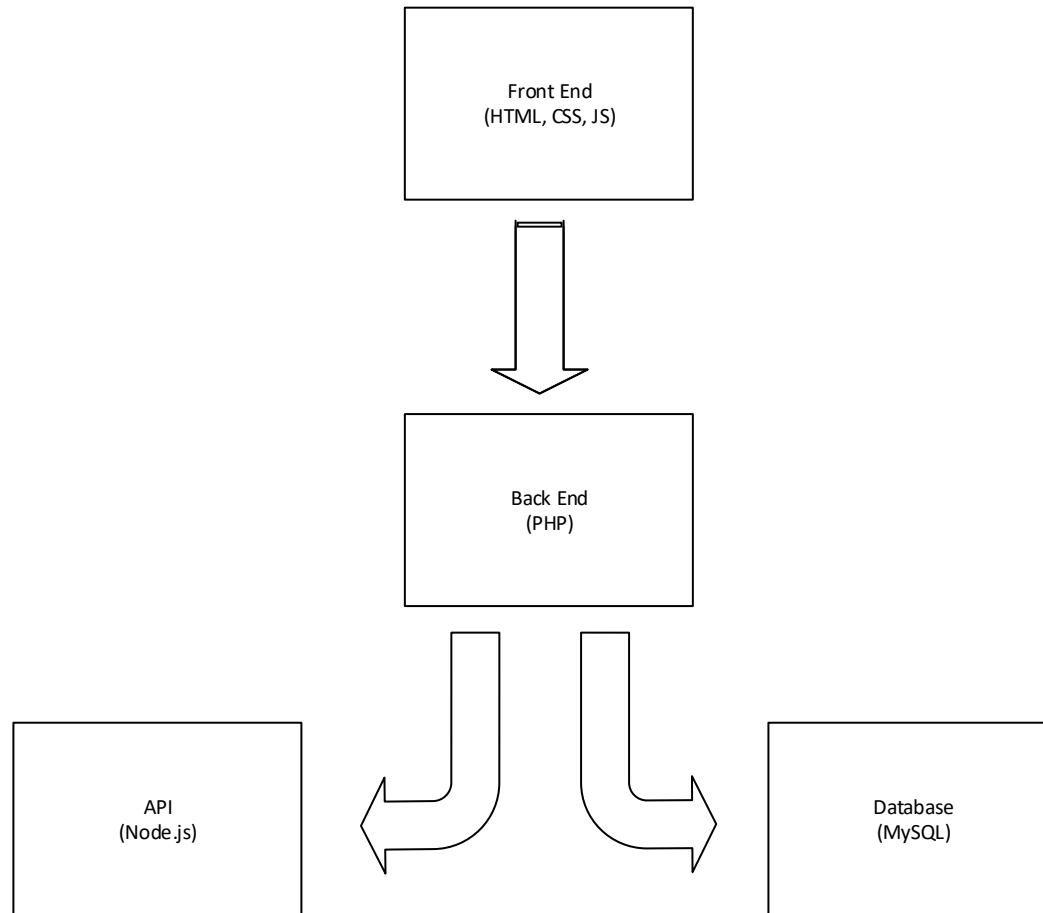 Front End
(HTML, CSS, JS)
Back End
(PHP)
API
(Node.js)
Database
(MySQL)